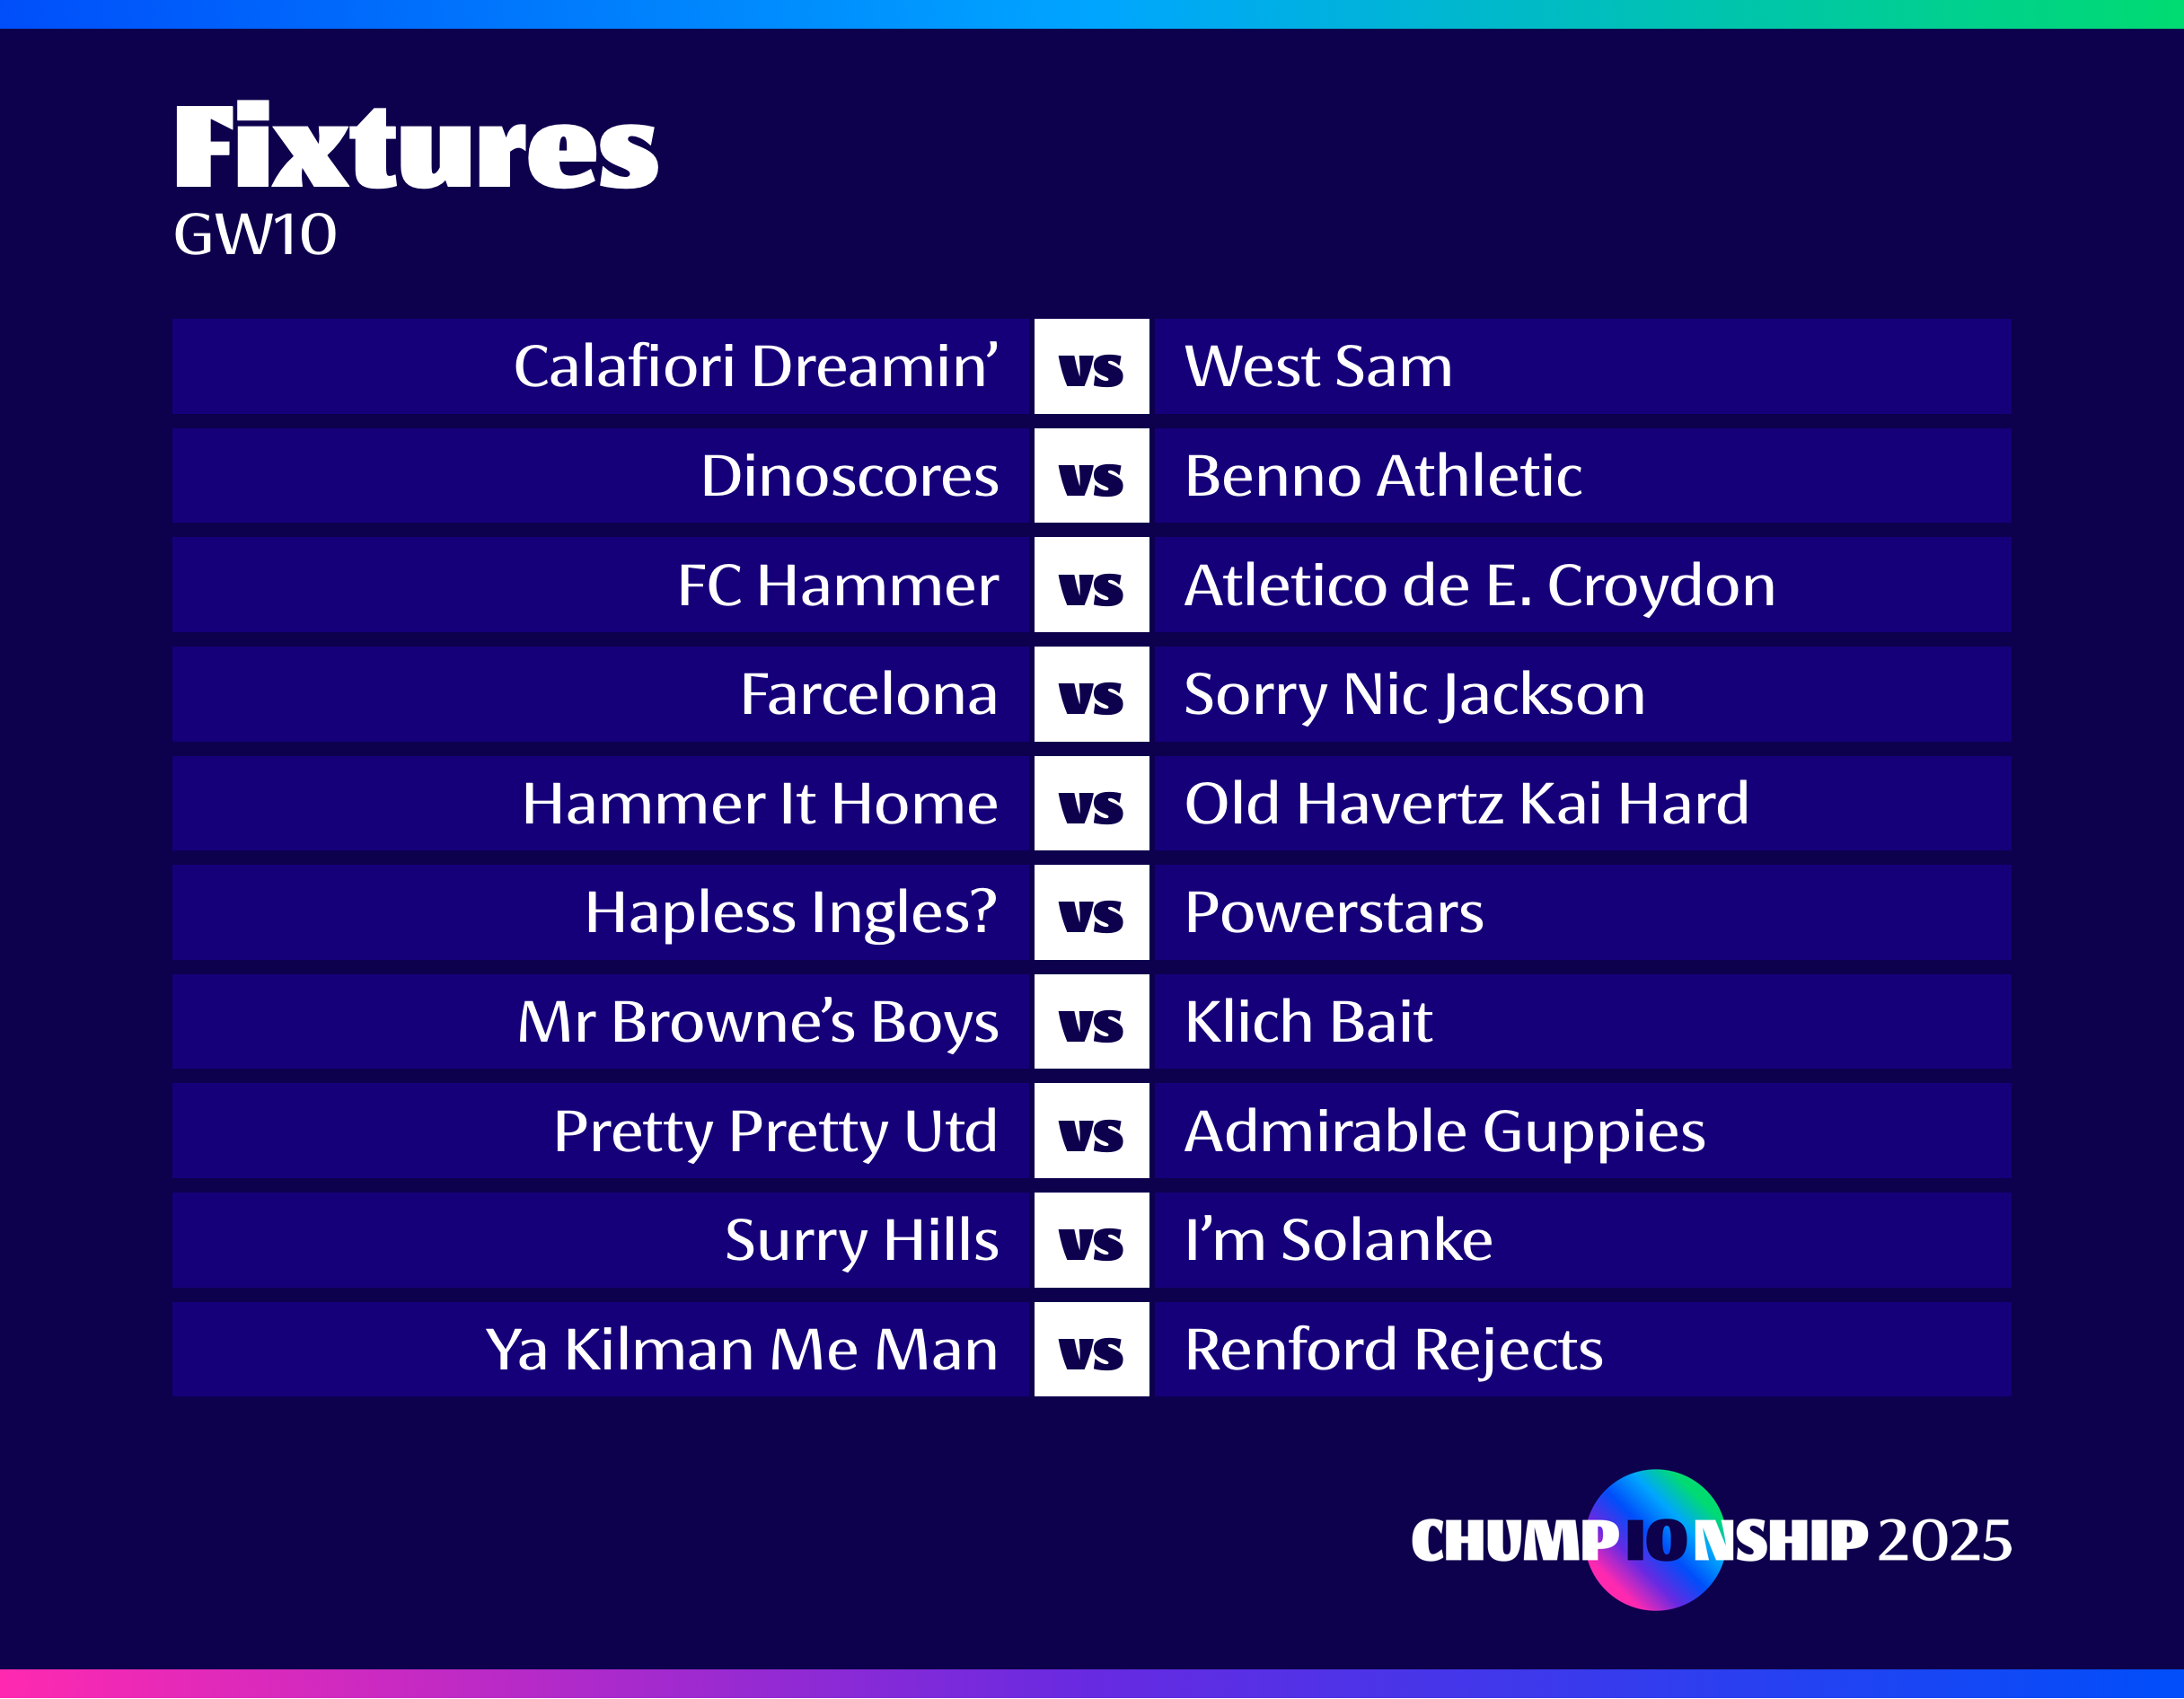 Fixtures
GW10
Calafiori Dreamin’ vs West Sam
Dinoscores vs Benno Athletic
FC Hammer vs Atletico de E. Croydon
Farcelona vs Sorry Nic Jackson
Hammer It Home vs Old Havertz Kai Hard
Hapless Ingles? vs Powerstars
Mr Browne’s Boys vs Klich Bait
Pretty Pretty Utd vs Admirable Guppies
Surry Hills vs I’m Solanke
Ya Kilman Me Man vs Renford Rejects
CHUMPIONSHIP 2025